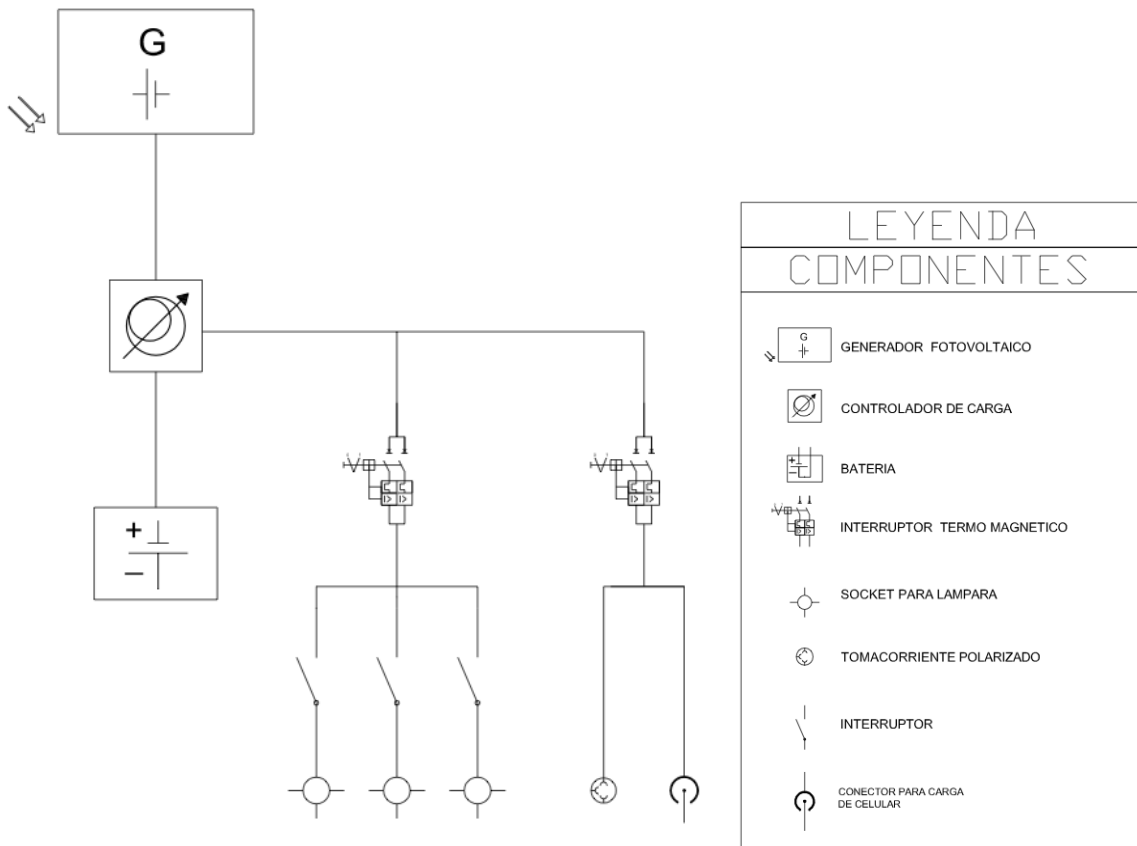 G
+
−
LEYENDA
COMPONENTES
G
GENERADOR FOTOVOLTAICO
CONTROLADOR DE CARGA
BATERIA
INTERRUPTOR TERMO MAGNETICO
SOCKET PARA LAMPARA
TOMACORRIENTE POLARIZADO
INTERRUPTOR
CONECTOR PARA CARGA
DE CELULAR